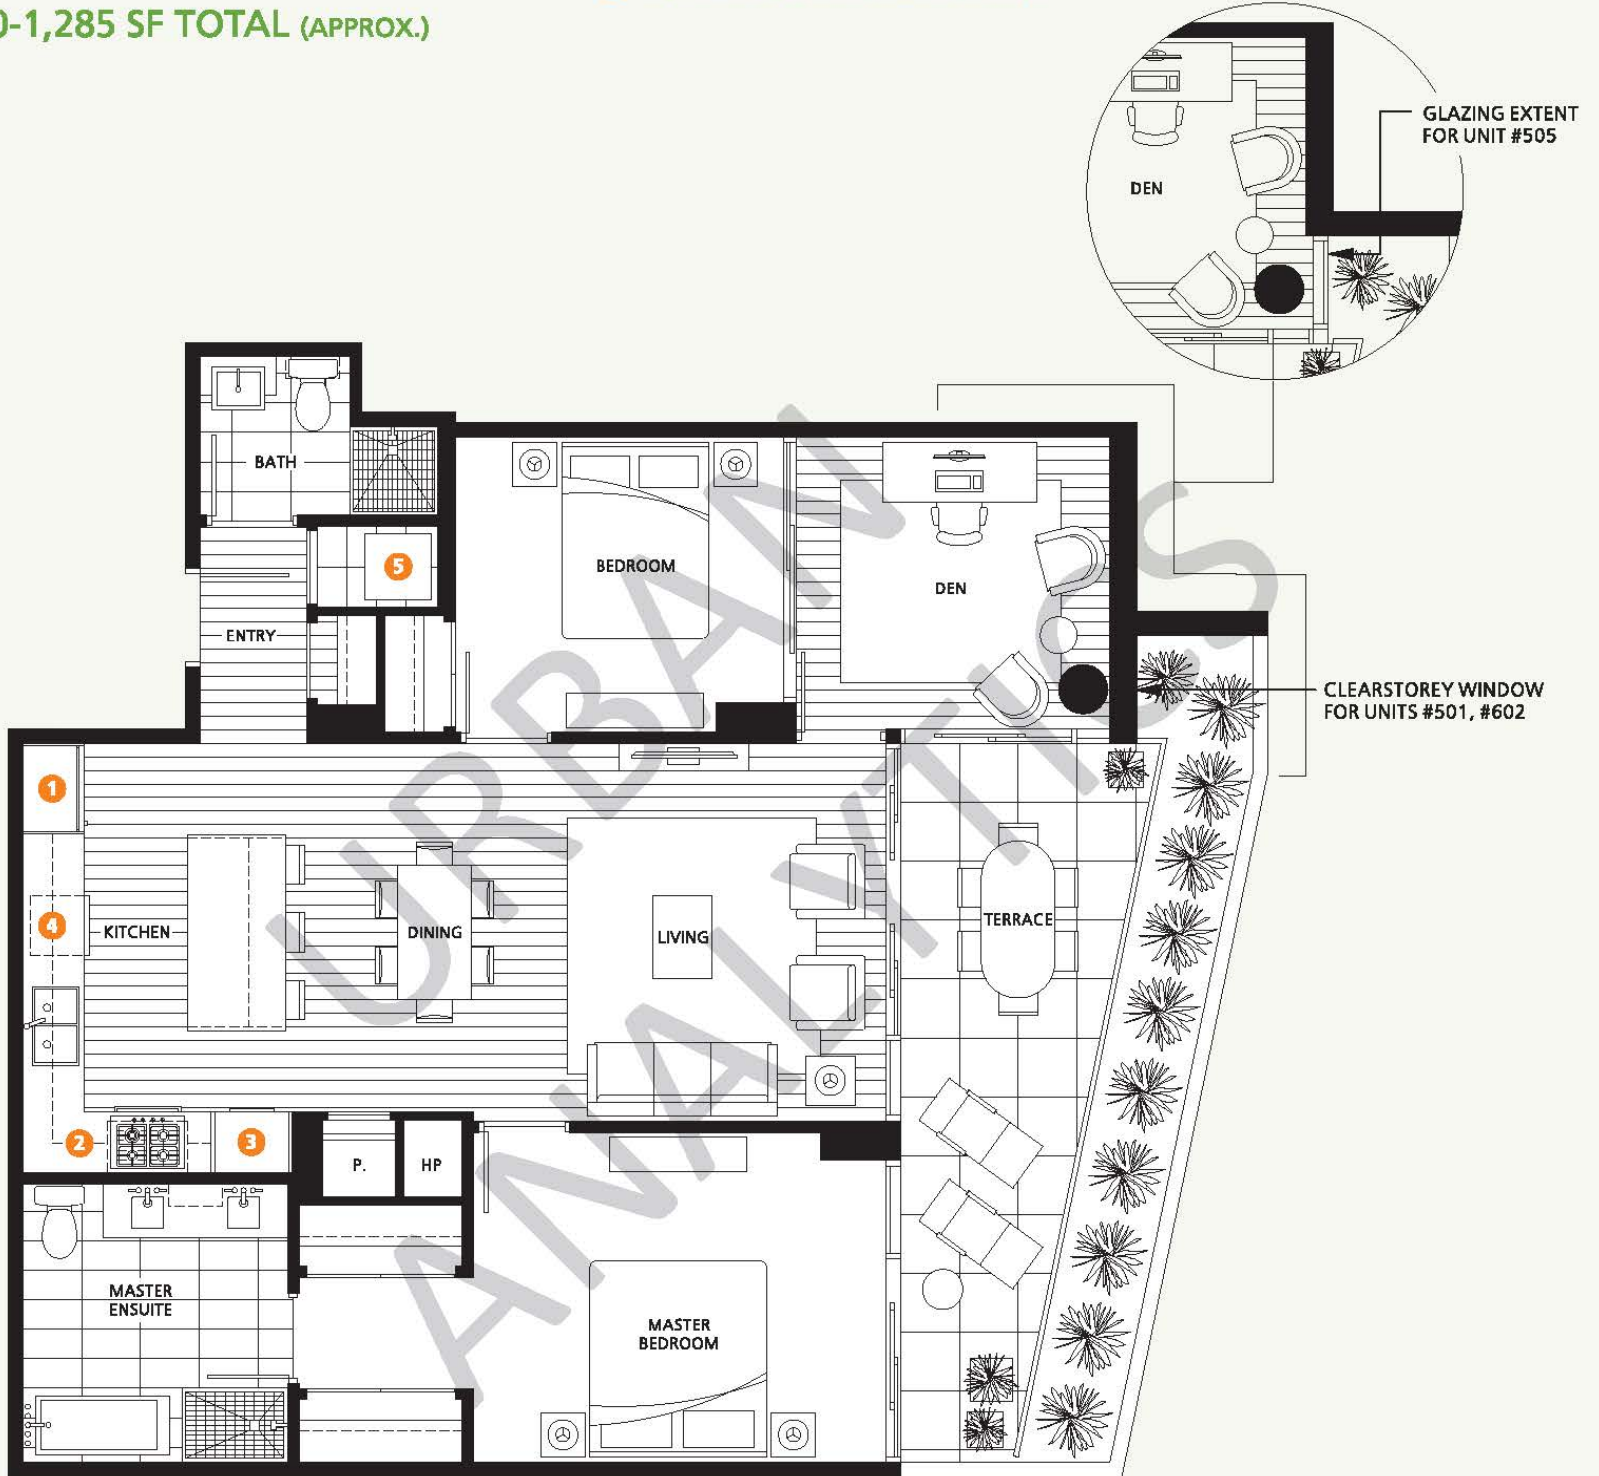 0-1,285 SF TOTAL (APPROX.)
GLAZING EXTENT
FOR UNIT #505
DEN
BATH
5
BEDROOM
DEN
ENTRY
CLEARSTOREY WINDOW
FOR UNITS #501, #602
1
4
KITCHEN
DINING
LIVING
TERRACE
2
3
P.
HP
MASTER
ENSUITE
MASTER
BEDROOM
URBAN
ANALYTICS